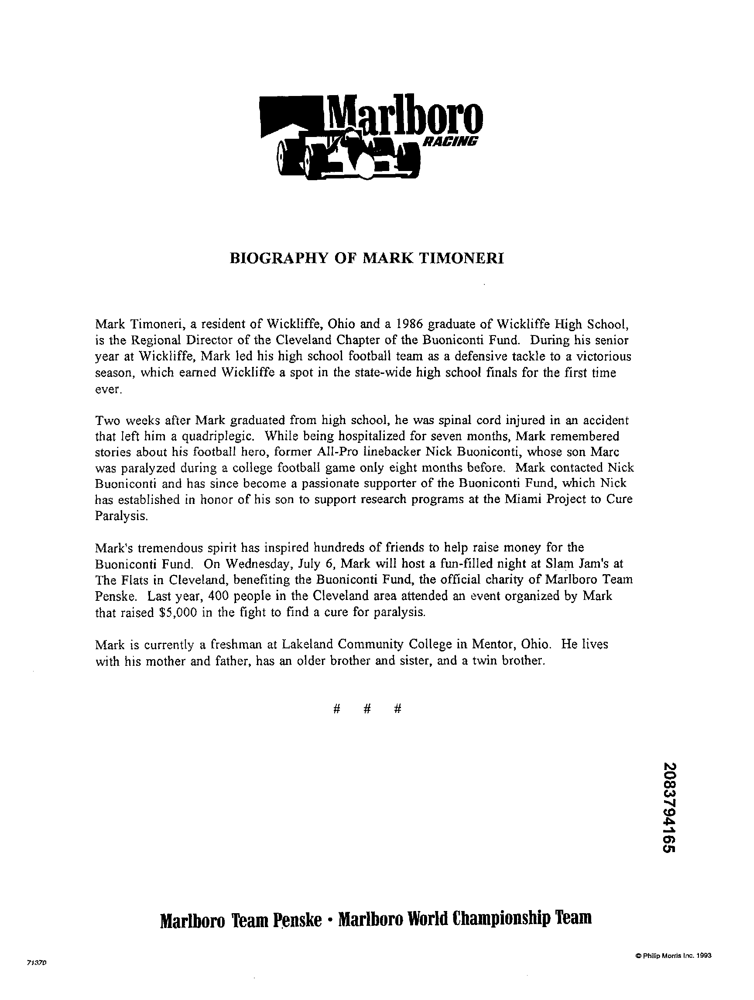 Marlboro
RACING
BIOGRAPHY OF MARK TIMONERI
Mark Timoneri, a resident of Wickliffe, Ohio and a 1986 graduate of Wickliffe High School,
is the Regional Director of the Cleveland Chapter of the Buoniconti Fund. During his senior
year at Wickliffe, Mark led his high school football team as a defensive tackle to a victorious
season, which earned Wickliffe a spot in the state-wide high school finals for the first time
ever.
Two weeks after Mark graduated from high school, he was spinal cord injured in an accident
that left him a quadriplegic. While being hospitalized for seven months, Mark remembered
stories about his football hero, former All-Pro linebacker Nick Buoniconti, whose son Marc
was paralyzed during a college football game only eight months before. Mark contacted Nick
Buoniconti and has since become a passionate supporter of the Buoniconti Fund, which Nick
has established in honor of his son to support research programs at the Miami Project to Cure
Paralysis.
Mark's tremendous spirit has inspired hundreds of friends to help raise money for the
Buoniconti Fund. On Wednesday, July 6, Mark will host a fun-filled night at Slam Jam's at
The Flats in Cleveland, benefiting the Buoniconti Fund, the official charity of Marlboro Team
Penske. Last year, 400 people in the Cleveland area attended an event organized by Mark
that raised $5,000 in the fight to find a cure for paralysis.
Mark is currently a freshman at Lakeland Community College in Mentor, Ohio. He lives
with his mother and father, has an older brother and sister, and a twin brother.
# # #
2083794165
Marlboro Team Penske • Marlboro World Championship Team
© Philip Morris Inc. 1993
71370